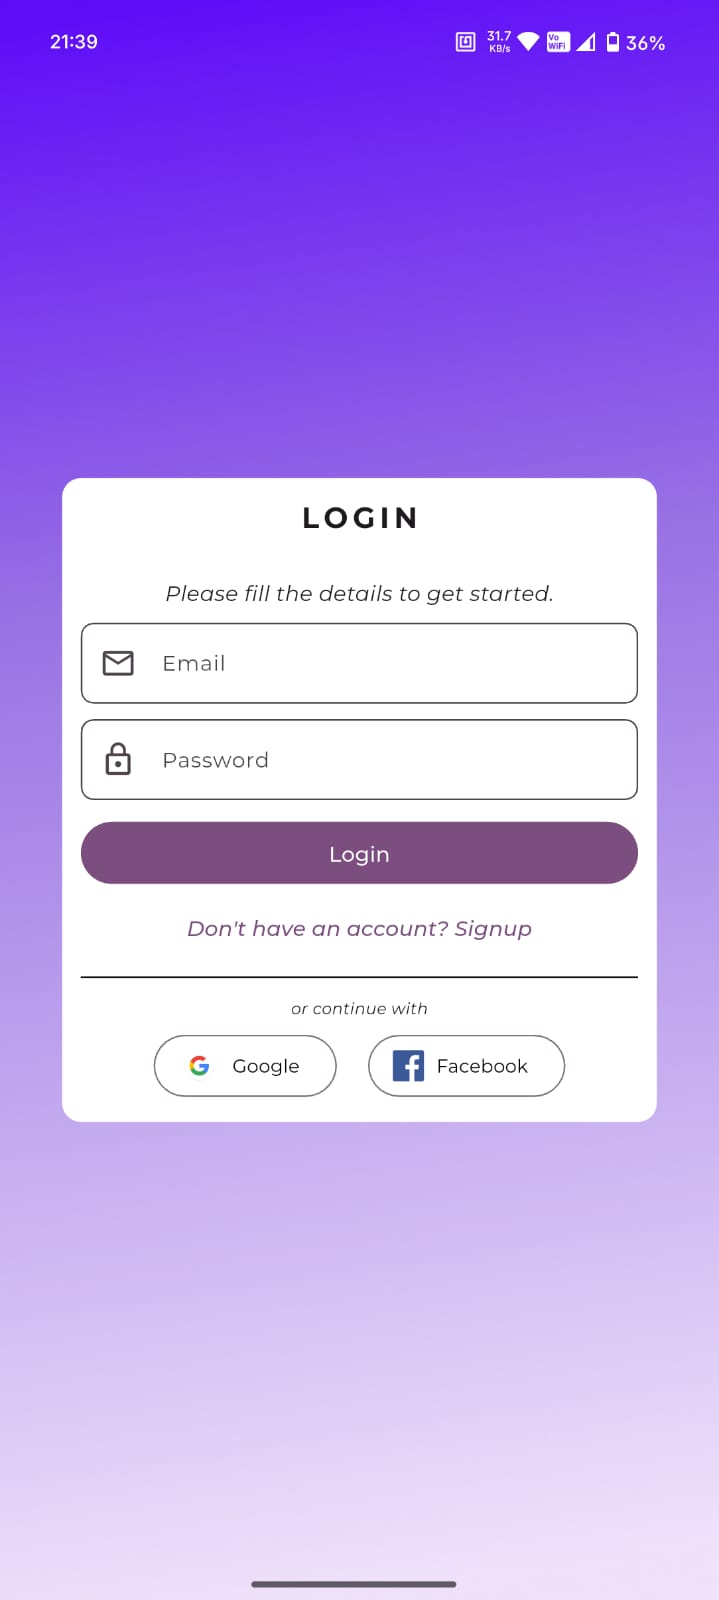 21:39 31.7 KB/s Vo WiFi 36%
LOGIN
Please fill the details to get started.
Email
Password
Login
Don't have an account? Signup
or continue with
Google Facebook